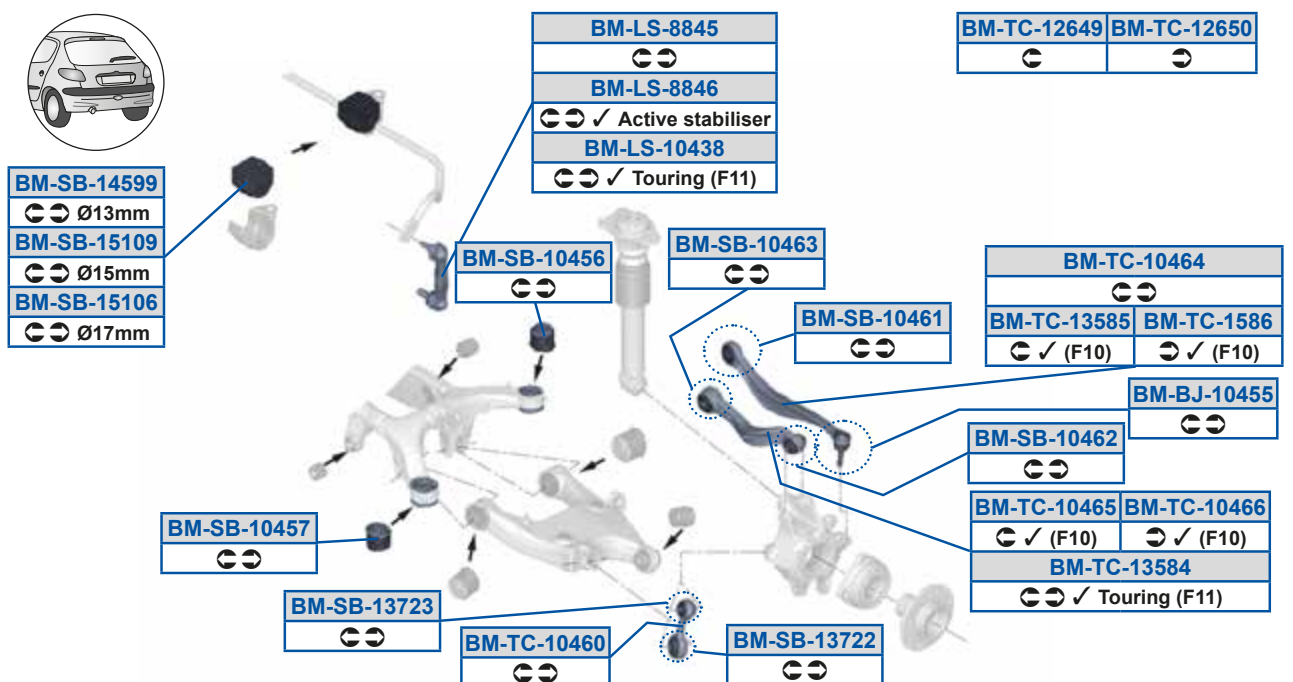 BM-LS-8845
BM-LS-8846
✓ Active stabiliser
BM-LS-10438
✓ Touring (F11)
BM-TC-12649 BM-TC-12650
BM-SB-14599
Ø13mm
BM-SB-15109
Ø15mm
BM-SB-15106
Ø17mm
BM-SB-10456
BM-SB-10463
BM-SB-10461
BM-TC-10464
BM-TC-13585 BM-TC-1586
✓ (F10) ✓ (F10)
BM-BJ-10455
BM-SB-10462
BM-TC-10465 BM-TC-10466
✓ (F10) ✓ (F10)
BM-TC-13584
✓ Touring (F11)
BM-SB-10457
BM-SB-13723
BM-TC-10460
BM-SB-13722